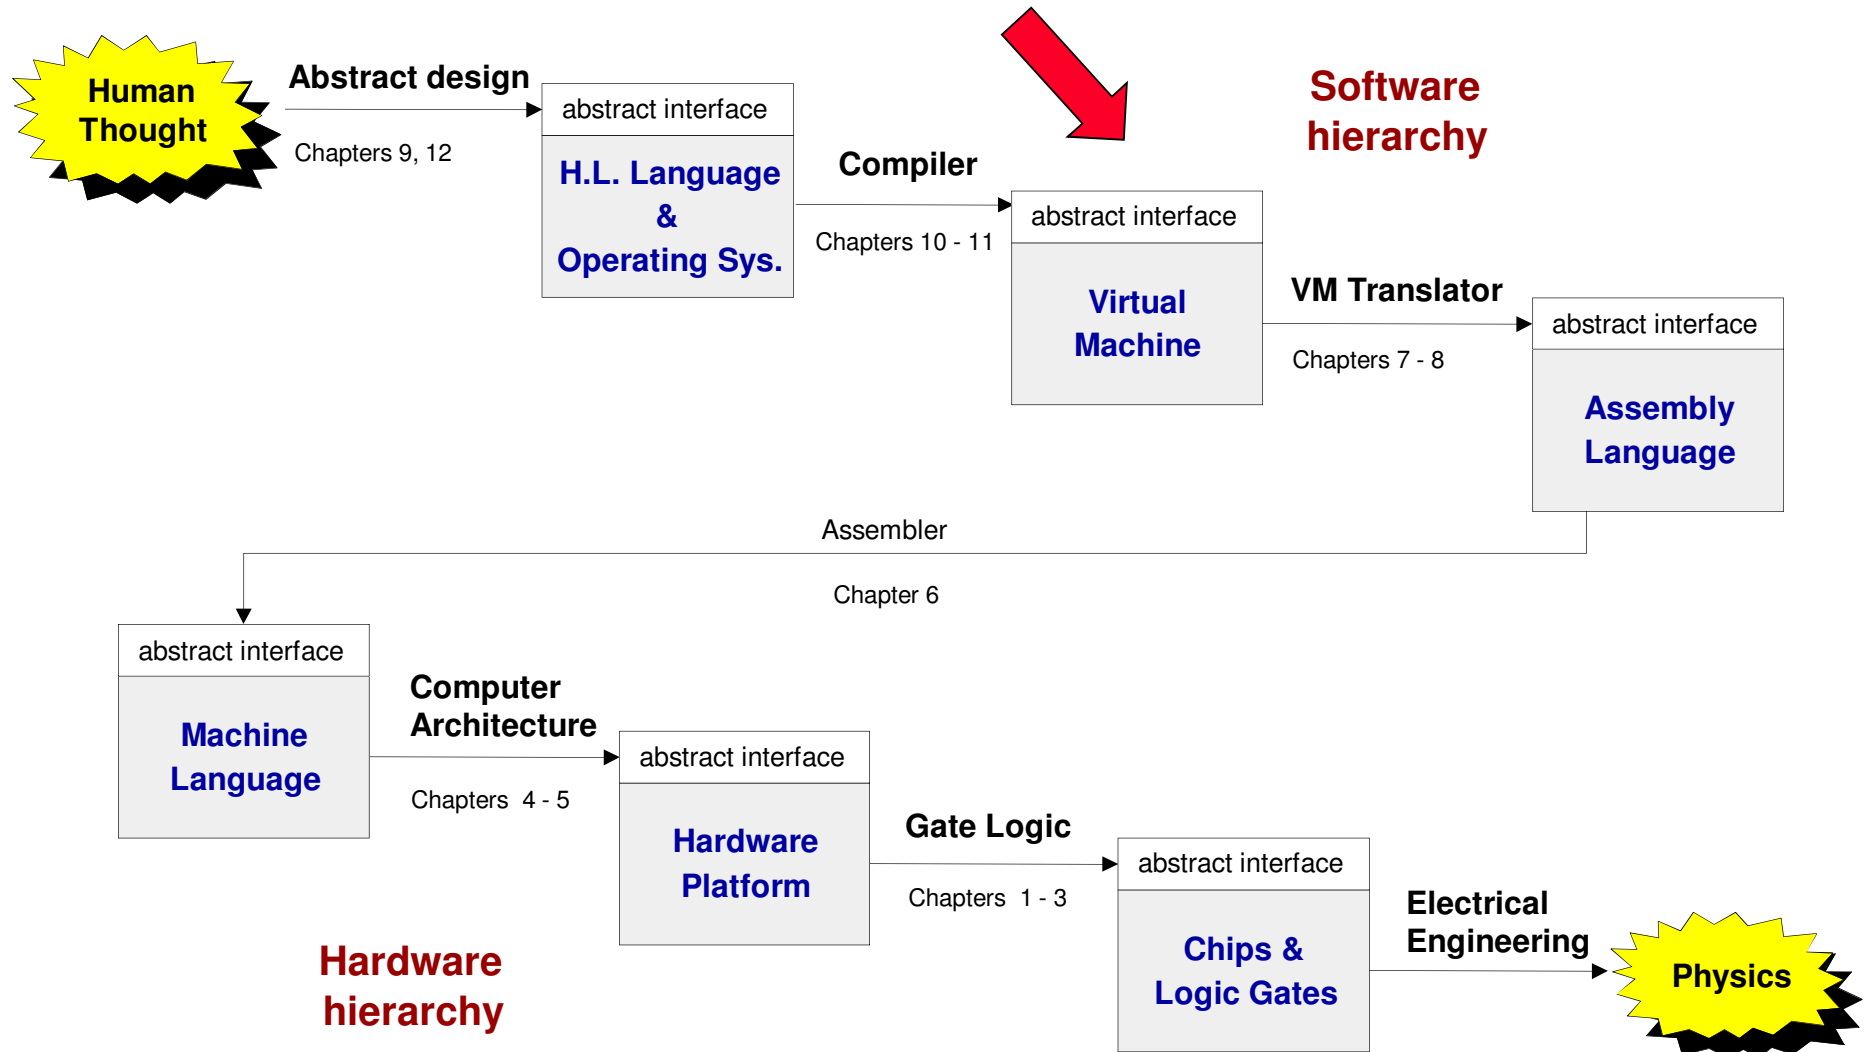 Human
Thought
Abstract design
Chapters 9, 12
abstract interface
H.L. Language
&
Operating Sys.
Compiler
Chapters 10 - 11
abstract interface
Virtual
Machine
Software
hierarchy
VM Translator
Chapters 7 - 8
abstract interface
Assembly
Language
Assembler
Chapter 6
abstract interface
Machine
Language
Computer
Architecture
Chapters 4 - 5
abstract interface
Hardware
Platform
Gate Logic
Chapters 1 - 3
abstract interface
Chips &
Logic Gates
Electrical
Engineering
Physics
Hardware
hierarchy